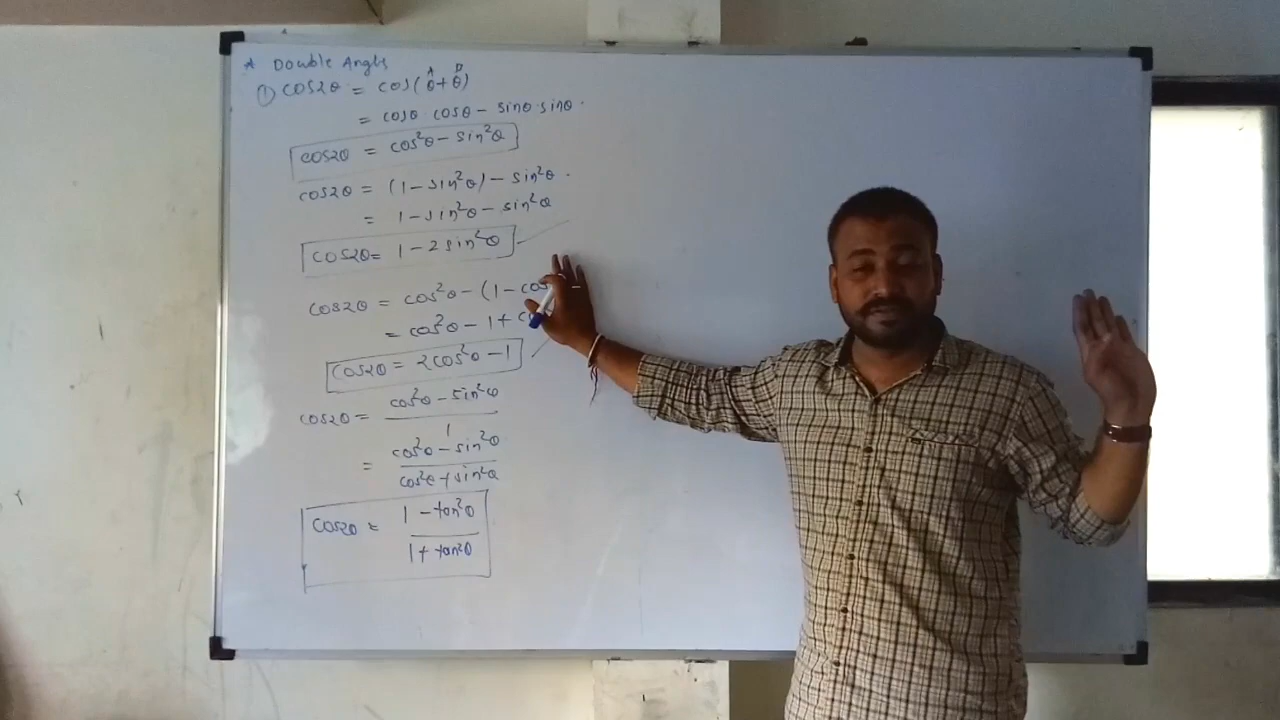 * Double Angle
① cos2θ = cos(θ+θ)
A B
= cosθ. cosθ - sinθ.sinθ.
cos2θ = cos²θ - sin²θ
cos2θ = (1-sin²θ) - sin²θ.
= 1-sin²θ - sin²θ
cos2θ = 1-2sin²θ
cos2θ = cos²θ - (1-cos
= cos²θ - 1 + c
cos2θ = 2cos²θ - 1
cos2θ = cos²θ - sin²θ
1
= cos²θ - sin²θ
cos²θ + sin²θ
cos2θ = 1 - tan²θ
1 + tan²θ